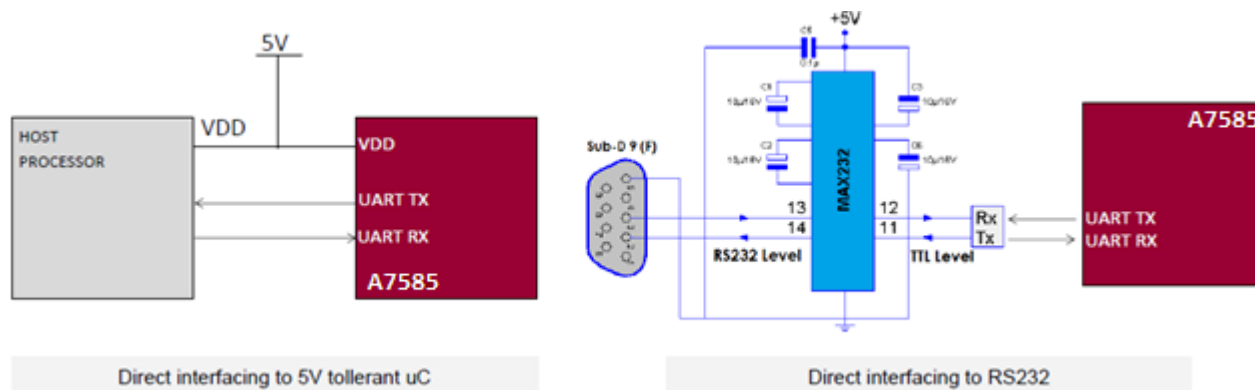 5V
HOST
PROCESSOR
VDD
VDD
UART TX
UART RX
A7585
Direct interfacing to 5V tollerant uC
+5V
Sub-D 9 (F)
MAX232
13
14
12
11
RS232 Level
TTL Level
Rx
Tx
A7585
UART TX
UART RX
Direct interfacing to RS232